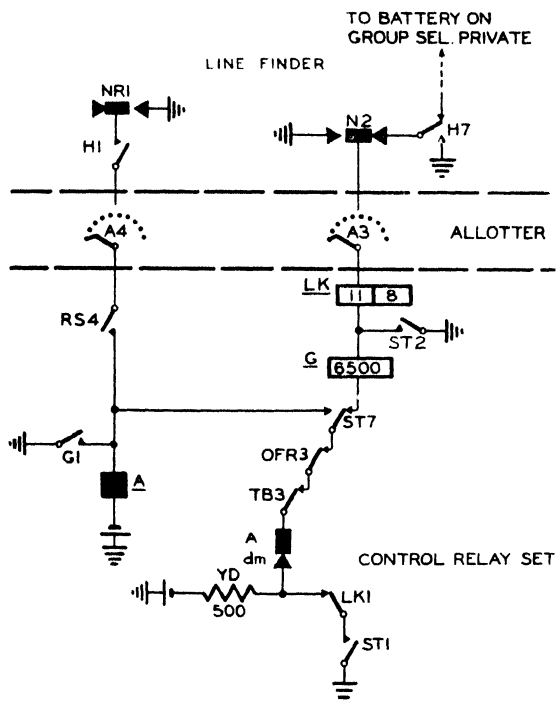 TO BATTERY ON
GROUP SEL. PRIVATE
LINE FINDER
NR1
N2
H7
H1
A4
A3
ALLOTTER
LK
11 8
RS4
ST2
G
6500
ST7
G1
OFR3
A
TB3
A
dm
CONTROL RELAY SET
YD
500
LK1
ST1